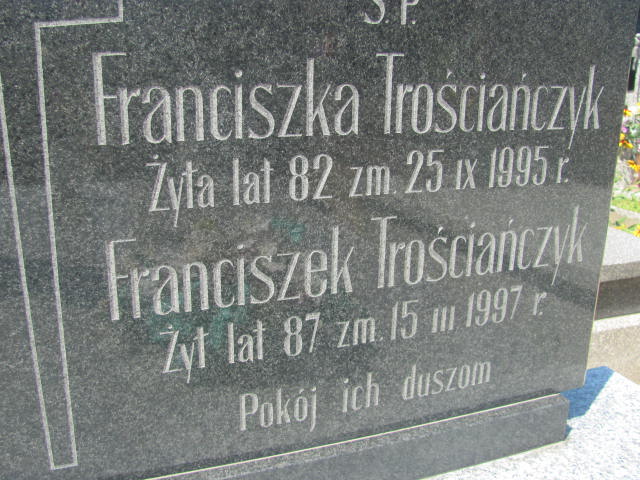 Ś.P.
Franciszka Trościańczyk
Żyła lat 82 zm. 25 IX 1995 r.
Franciszek Trościańczyk
Żył lat 87 zm. 15 III 1997 r.
Pokój ich duszom